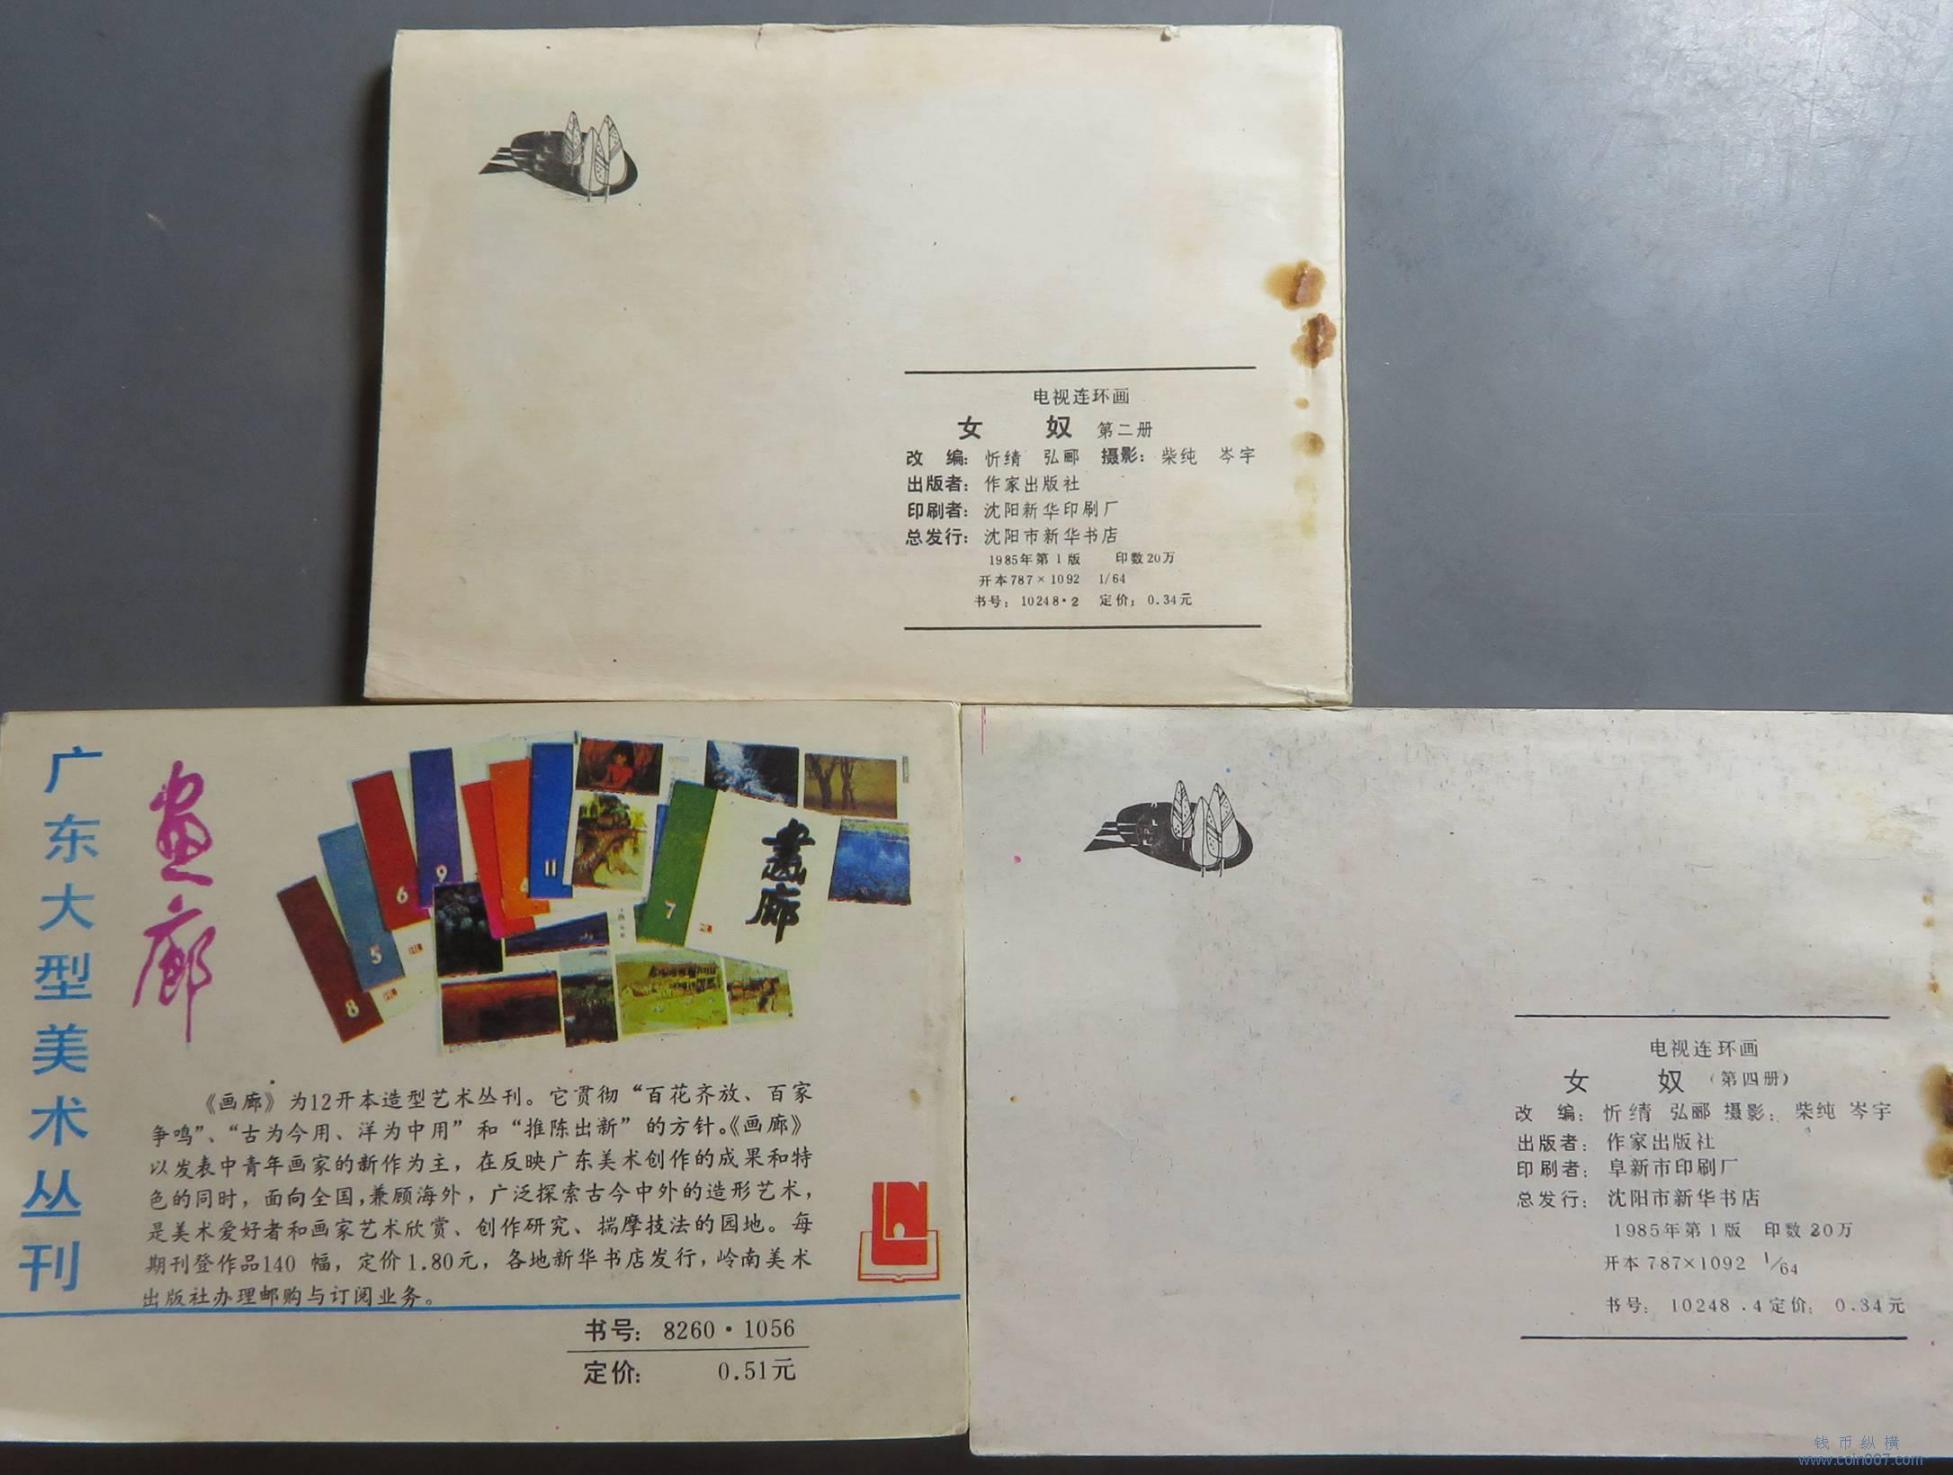 电视连环画
女 奴 第二册
改 编: 忻绩 弘郦 摄影: 柴纯 岑宇
出版者: 作家出版社
印刷者: 沈阳新华印刷厂
总发行: 沈阳市新华书店
1985年第1版 印数20万
开本787×1092 1/64
书号: 10248·2 定价: 0.34元
广东大型美术丛刊
画廊
8
5
6
9
4
11
7
畫廊
《画廊》为12开本造型艺术丛刊。它贯彻“百花齐放、百家
争鸣”、“古为今用、洋为中用”和“推陈出新”的方针。《画廊》
以发表中青年画家的新作为主，在反映广东美术创作的成果和特
色的同时，面向全国，兼顾海外，广泛探索古今中外的造形艺术，
是美术爱好者和画家艺术欣赏、创作研究、揣摩技法的园地。每
期刊登作品140 幅，定价1.80元，各地新华书店发行，岭南美术
出版社办理邮购与订阅业务。
书号: 8260·1056
定价: 0.51元
电视连环画
女 奴 (第四册)
改 编: 忻绩 弘郦 摄影: 柴纯 岑宇
出版者: 作家出版社
印刷者: 阜新市印刷厂
总发行: 沈阳市新华书店
1985年第1版 印数20万
开本787×1092 1/64
书号: 10248.4定价: 0.34元
钱币纵横
www.coin007.com